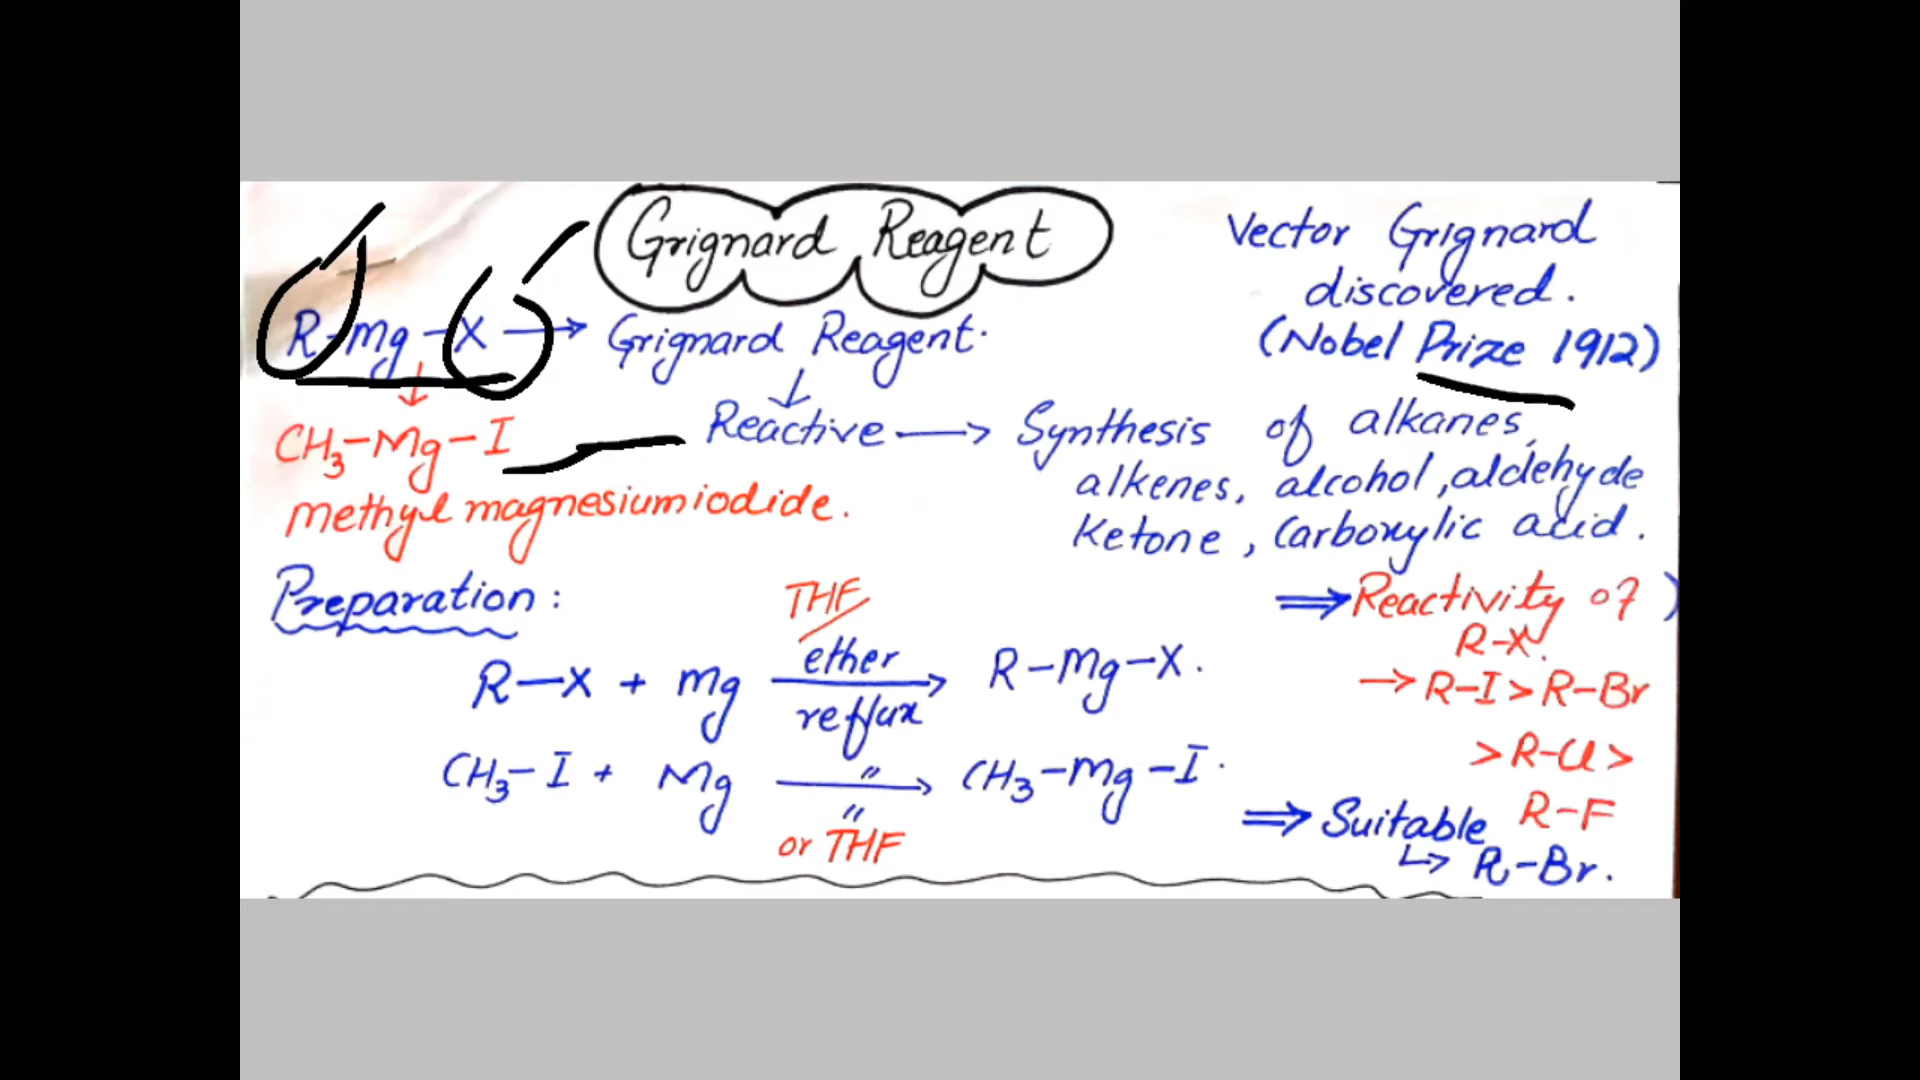 Grignard Reagent
Vector Grignard
discovered.
(Nobel Prize 1912)
R-Mg-X → Grignard Reagent.
↓
CH₃-Mg-I
Methyl magnesium iodide.
↓
Reactive → Synthesis of alkanes,
alkenes, alcohol, aldehyde
Ketone, Carboxylic acid.
Preparation:
THF
R-X + Mg ether → R-Mg-X.
reflux
CH₃-I + Mg " → CH₃-Mg-I.
"
or THF
⇒ Reactivity of
R-X.
→ R-I > R-Br
> R-Cl >
R-F
⇒ Suitable
↳ R-Br.